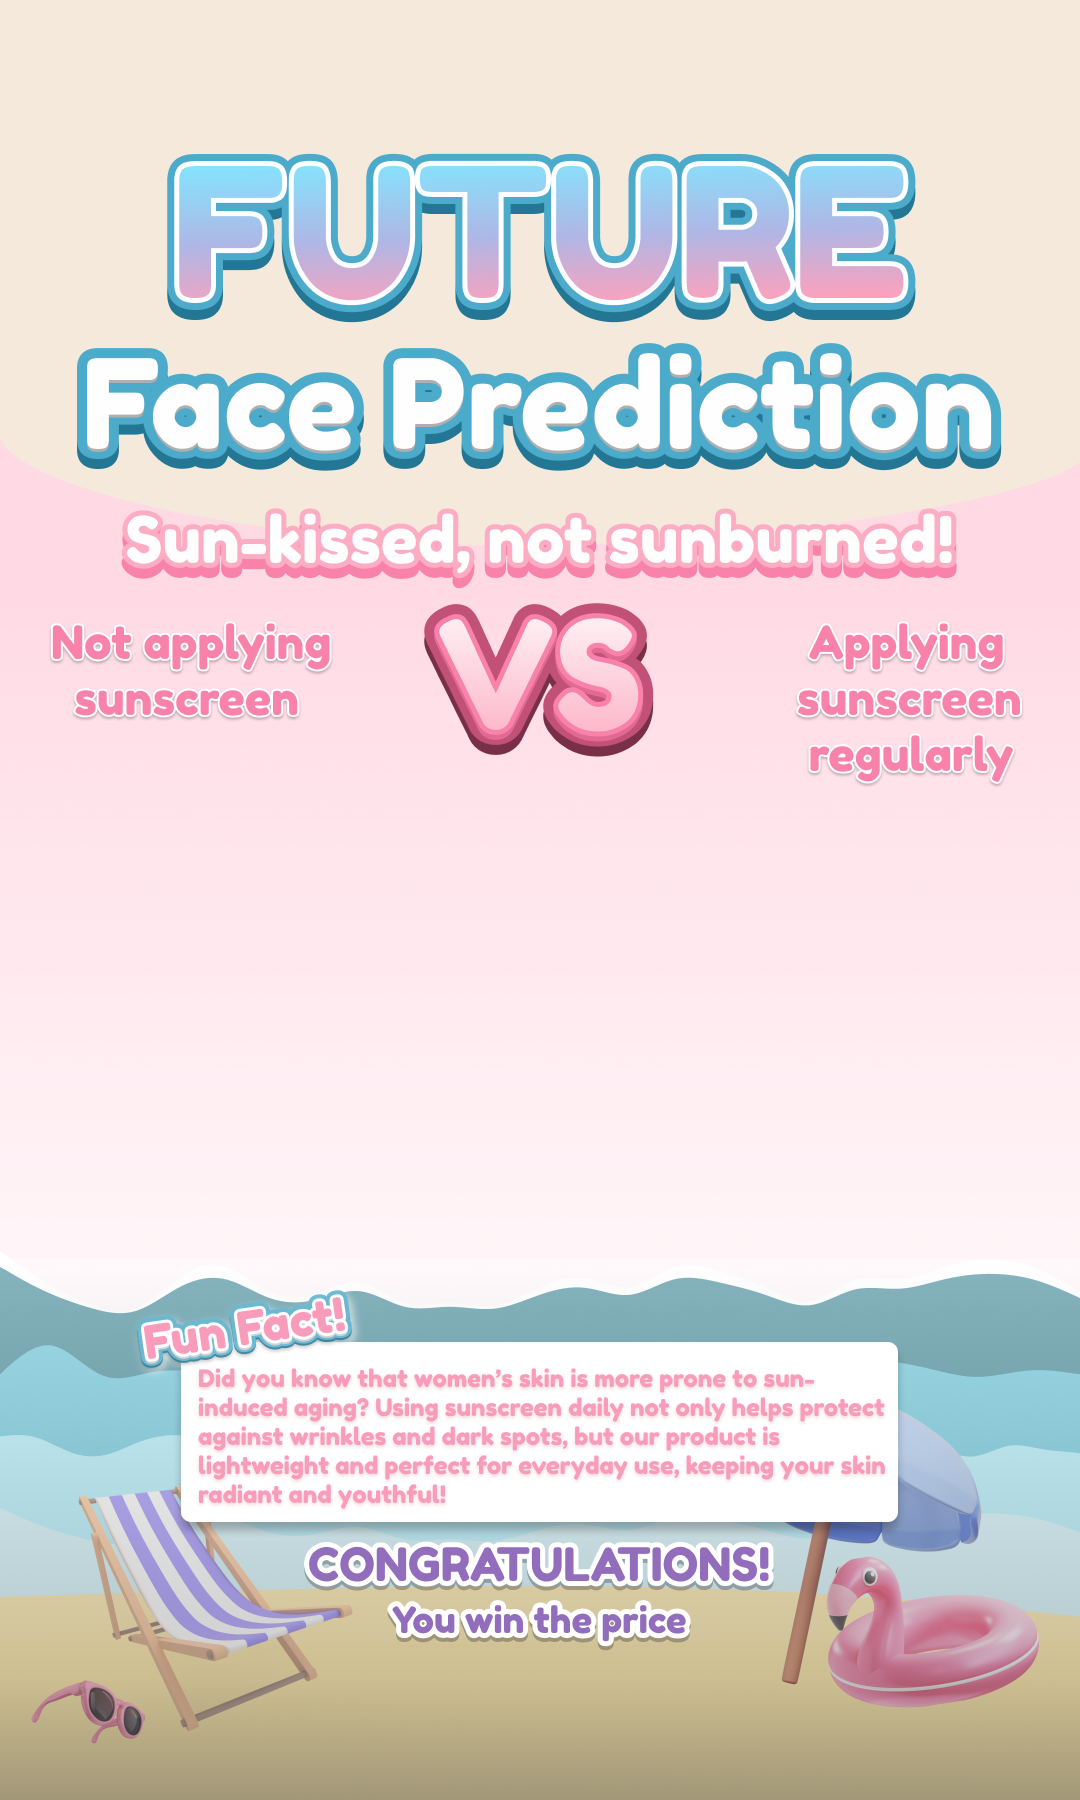 FUTURE
Face Prediction
Sun-kissed, not sunburned!
Not applying
sunscreen
VS
Applying
sunscreen
regularly
Fun Fact!
Did you know that women’s skin is more prone to sun-
induced aging? Using sunscreen daily not only helps protect
against wrinkles and dark spots, but our product is
lightweight and perfect for everyday use, keeping your skin
radiant and youthful!
CONGRATULATIONS!
You win the price